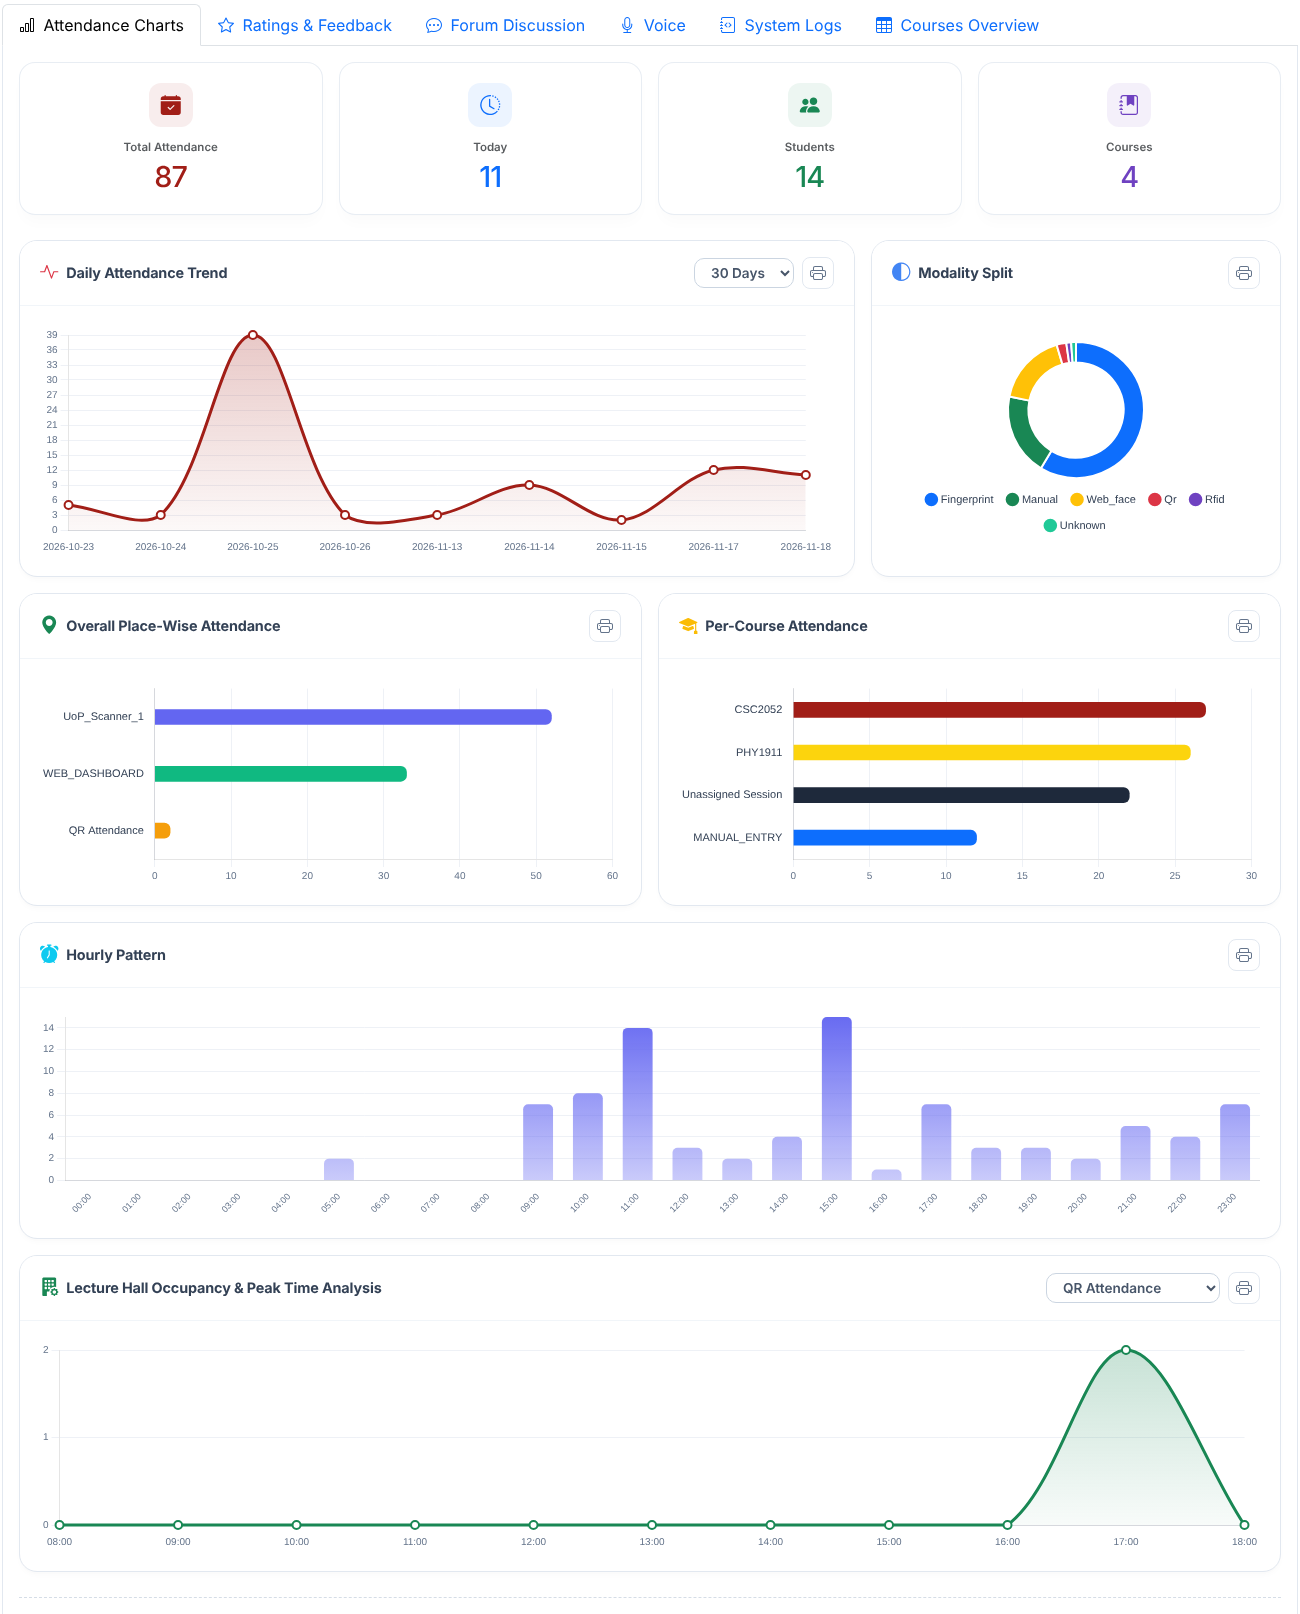 Attendance Charts Ratings & Feedback Forum Discussion Voice System Logs Courses Overview
Total Attendance
87
Today
11
Students
14
Courses
4
Daily Attendance Trend
30 Days
39
36
33
30
27
24
21
18
15
12
9
6
3
0
2026-10-23 2026-10-24 2026-10-25 2026-10-26 2026-11-13 2026-11-14 2026-11-15 2026-11-17 2026-11-18
Modality Split
Fingerprint Manual Web_face Qr Rfid
Unknown
Overall Place-Wise Attendance
UoP_Scanner_1
WEB_DASHBOARD
QR Attendance
0 10 20 30 40 50 60
Per-Course Attendance
CSC2052
PHY1911
Unassigned Session
MANUAL_ENTRY
0 5 10 15 20 25 30
Hourly Pattern
14
12
10
8
6
4
2
0
00:00 01:00 02:00 03:00 04:00 05:00 06:00 07:00 08:00 09:00 10:00 11:00 12:00 13:00 14:00 15:00 16:00 17:00 18:00 19:00 20:00 21:00 22:00 23:00
Lecture Hall Occupancy & Peak Time Analysis
QR Attendance
2
1
0
08:00 09:00 10:00 11:00 12:00 13:00 14:00 15:00 16:00 17:00 18:00